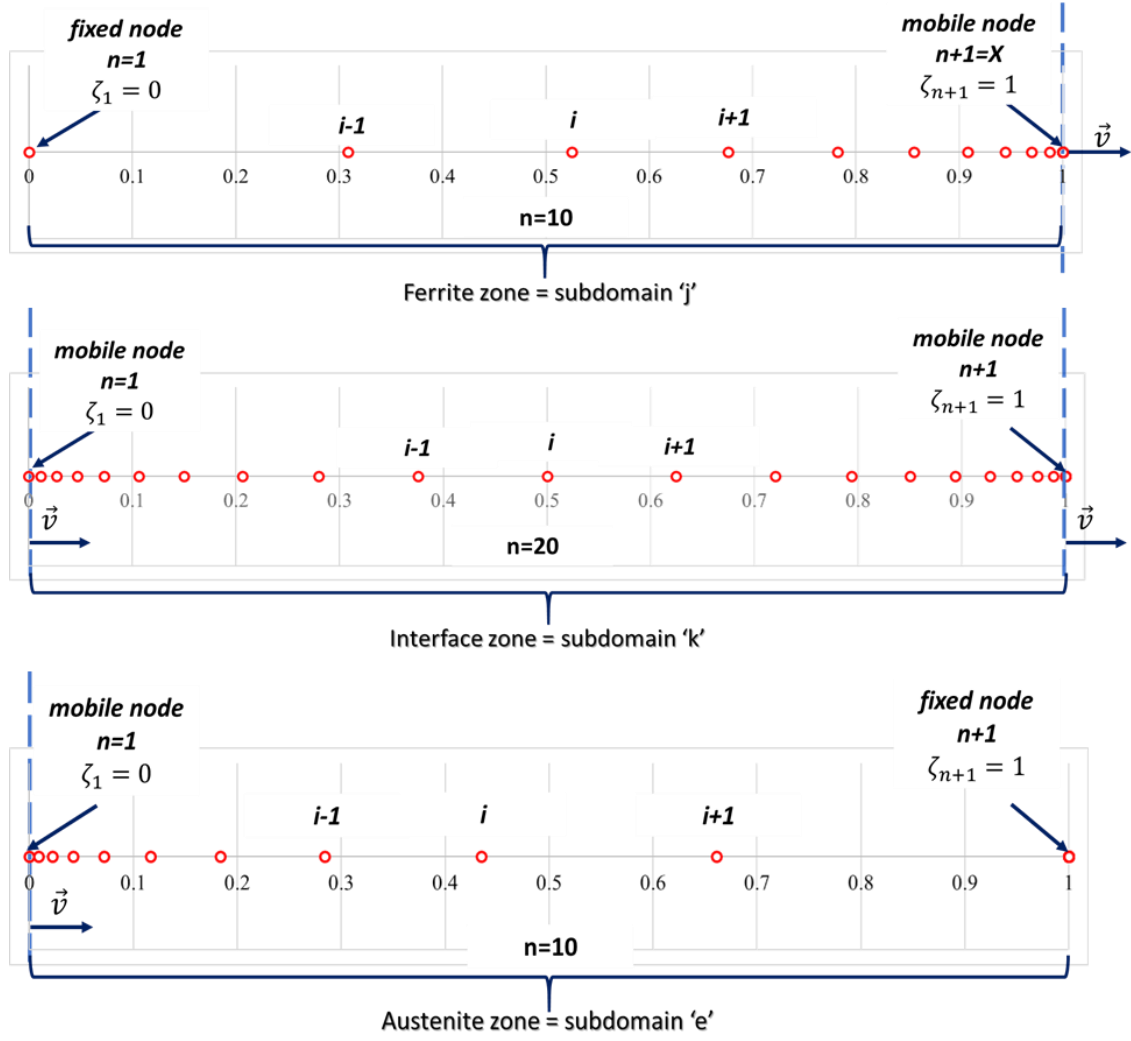 fixed node
n=1
ζ₁ = 0
mobile node
n+1=X
ζₙ₊₁ = 1
i-1
i
i+1
v⃗
0 0.1 0.2 0.3 0.4 0.5 0.6 0.7 0.8 0.9 1
n=10
Ferrite zone = subdomain ‘j’
mobile node
n=1
ζ₁ = 0
mobile node
n+1
ζₙ₊₁ = 1
i-1
i
i+1
0 0.1 0.2 0.3 0.4 0.5 0.6 0.7 0.8 0.9 1
v⃗
v⃗
n=20
Interface zone = subdomain ‘k’
mobile node
n=1
ζ₁ = 0
fixed node
n+1
ζₙ₊₁ = 1
i-1
i
i+1
0 0.1 0.2 0.3 0.4 0.5 0.6 0.7 0.8 0.9 1
v⃗
n=10
Austenite zone = subdomain ‘e’